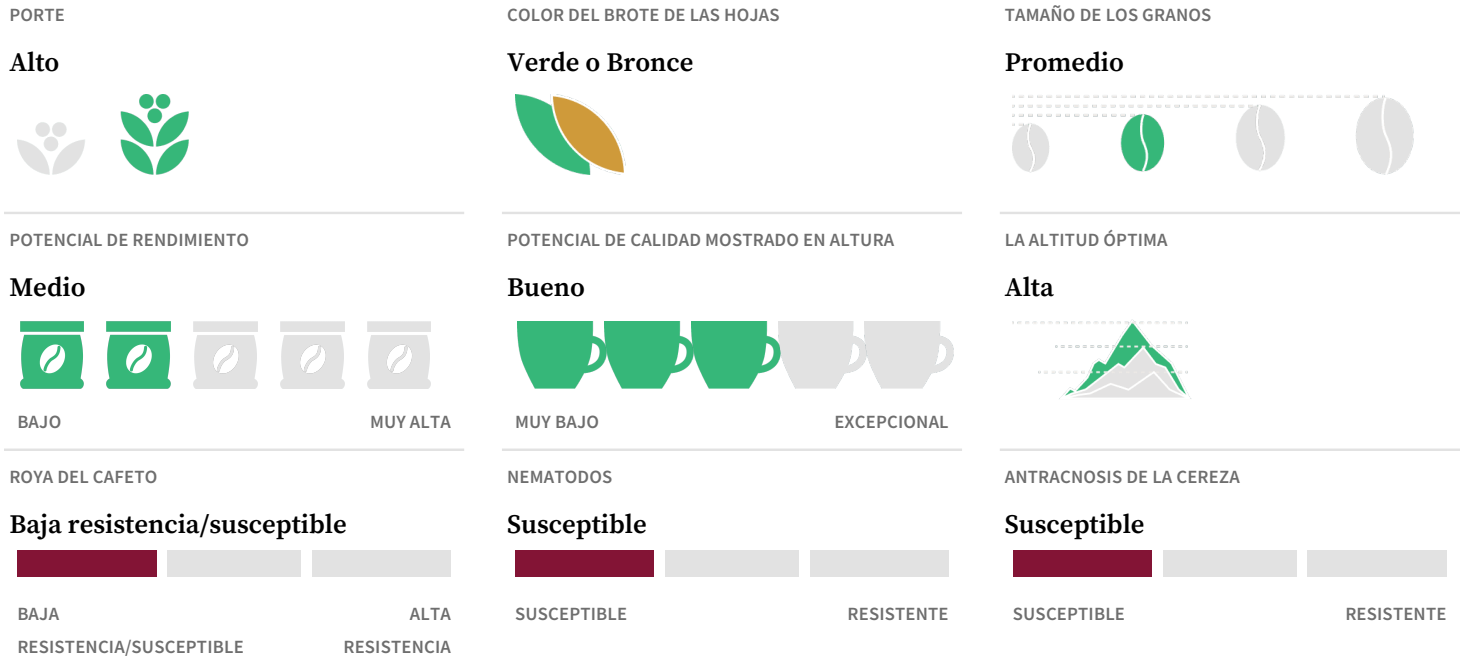 PORTE
Alto
COLOR DEL BROTE DE LAS HOJAS
Verde o Bronce
TAMAÑO DE LOS GRANOS
Promedio
POTENCIAL DE RENDIMIENTO
Medio
BAJO
MUY ALTA
POTENCIAL DE CALIDAD MOSTRADO EN ALTURA
Bueno
MUY BAJO
EXCEPCIONAL
LA ALTITUD ÓPTIMA
Alta
ROYA DEL CAFETO
Baja resistencia/susceptible
BAJA
RESISTENCIA/SUSCEPTIBLE
ALTA
RESISTENCIA
NEMATODOS
Susceptible
SUSCEPTIBLE
RESISTENTE
ANTRACNOSIS DE LA CEREZA
Susceptible
SUSCEPTIBLE
RESISTENTE